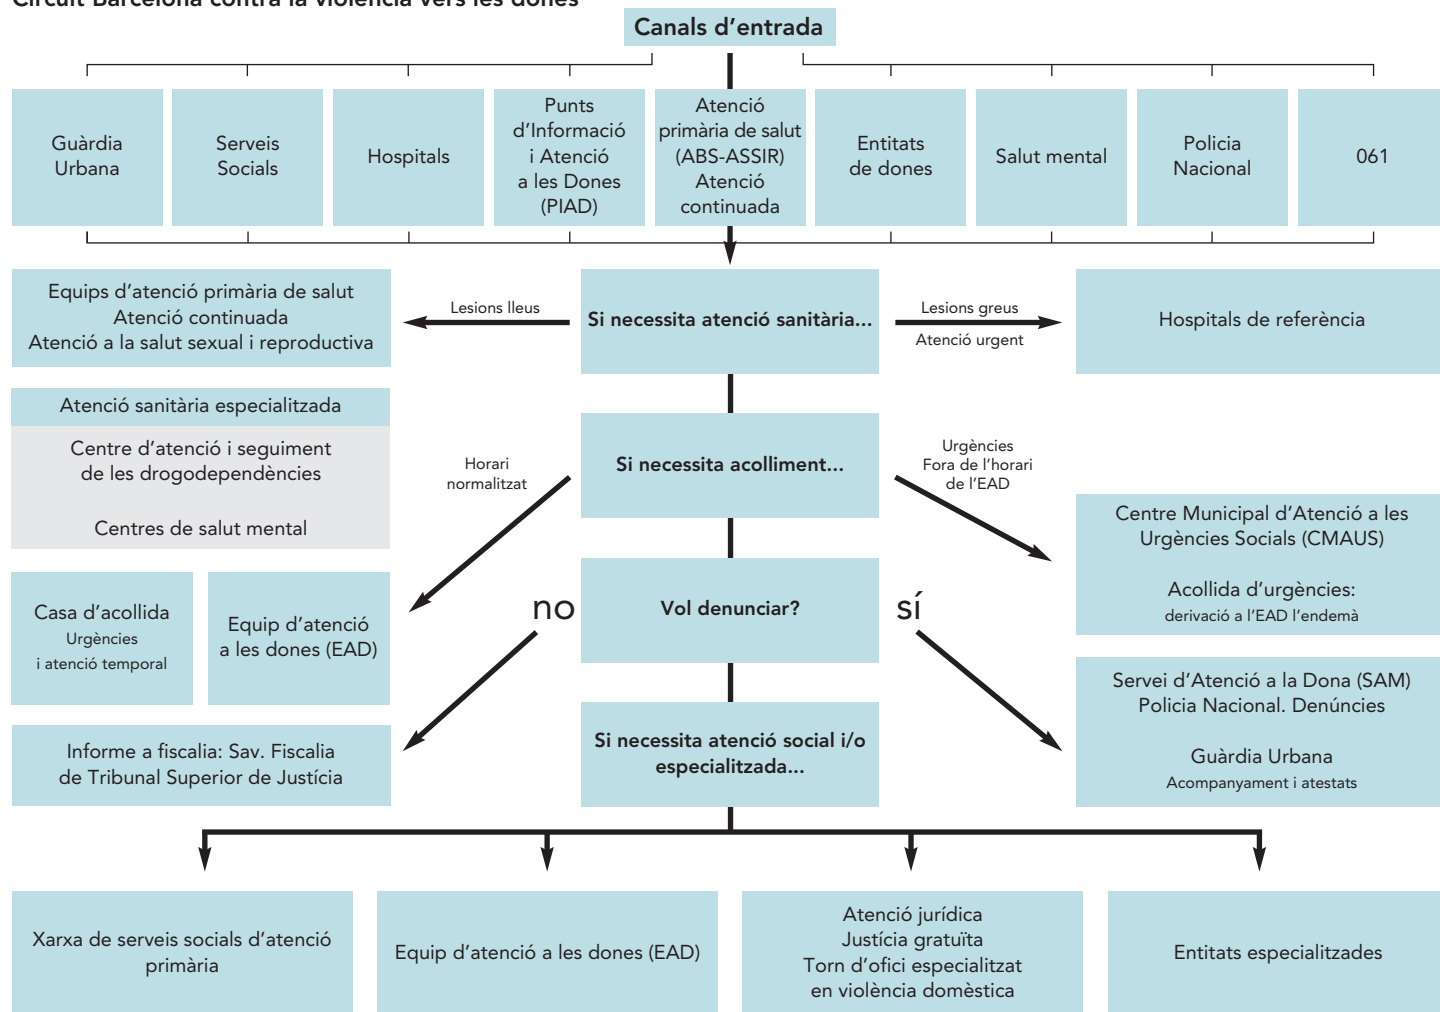 Circuit Barcelona contra la violència vers les dones
Canals d'entrada
Guàrdia
Urbana
Serveis
Socials
Hospitals
Punts
d'Informació
i Atenció
a les Dones
(PIAD)
Atenció
primària de salut
(ABS-ASSIR)
Atenció
continuada
Entitats
de dones
Salut mental
Policia
Nacional
061
Equips d'atenció primària de salut
Atenció continuada
Atenció a la salut sexual i reproductiva
Lesions lleus
Si necessita atenció sanitària...
Lesions greus
Atenció urgent
Hospitals de referència
Atenció sanitària especialitzada
Centre d'atenció i seguiment
de les drogodependències
Centres de salut mental
Horari
normalitzat
Si necessita acolliment...
Urgències
Fora de l'horari
de l'EAD
Centre Municipal d'Atenció a les
Urgències Socials (CMAUS)
Acollida d'urgències:
derivació a l'EAD l'endemà
Casa d'acollida
Urgències
i atenció temporal
Equip d'atenció
a les dones (EAD)
no
Vol denunciar?
sí
Servei d'Atenció a la Dona (SAM)
Policia Nacional. Denúncies
Guàrdia Urbana
Acompanyament i atestats
Informe a fiscalia: Sav. Fiscalia
de Tribunal Superior de Justícia
Si necessita atenció social i/o
especialitzada...
Xarxa de serveis socials d'atenció
primària
Equip d'atenció a les dones (EAD)
Atenció jurídica
Justícia gratuïta
Torn d'ofici especialitzat
en violència domèstica
Entitats especialitzades